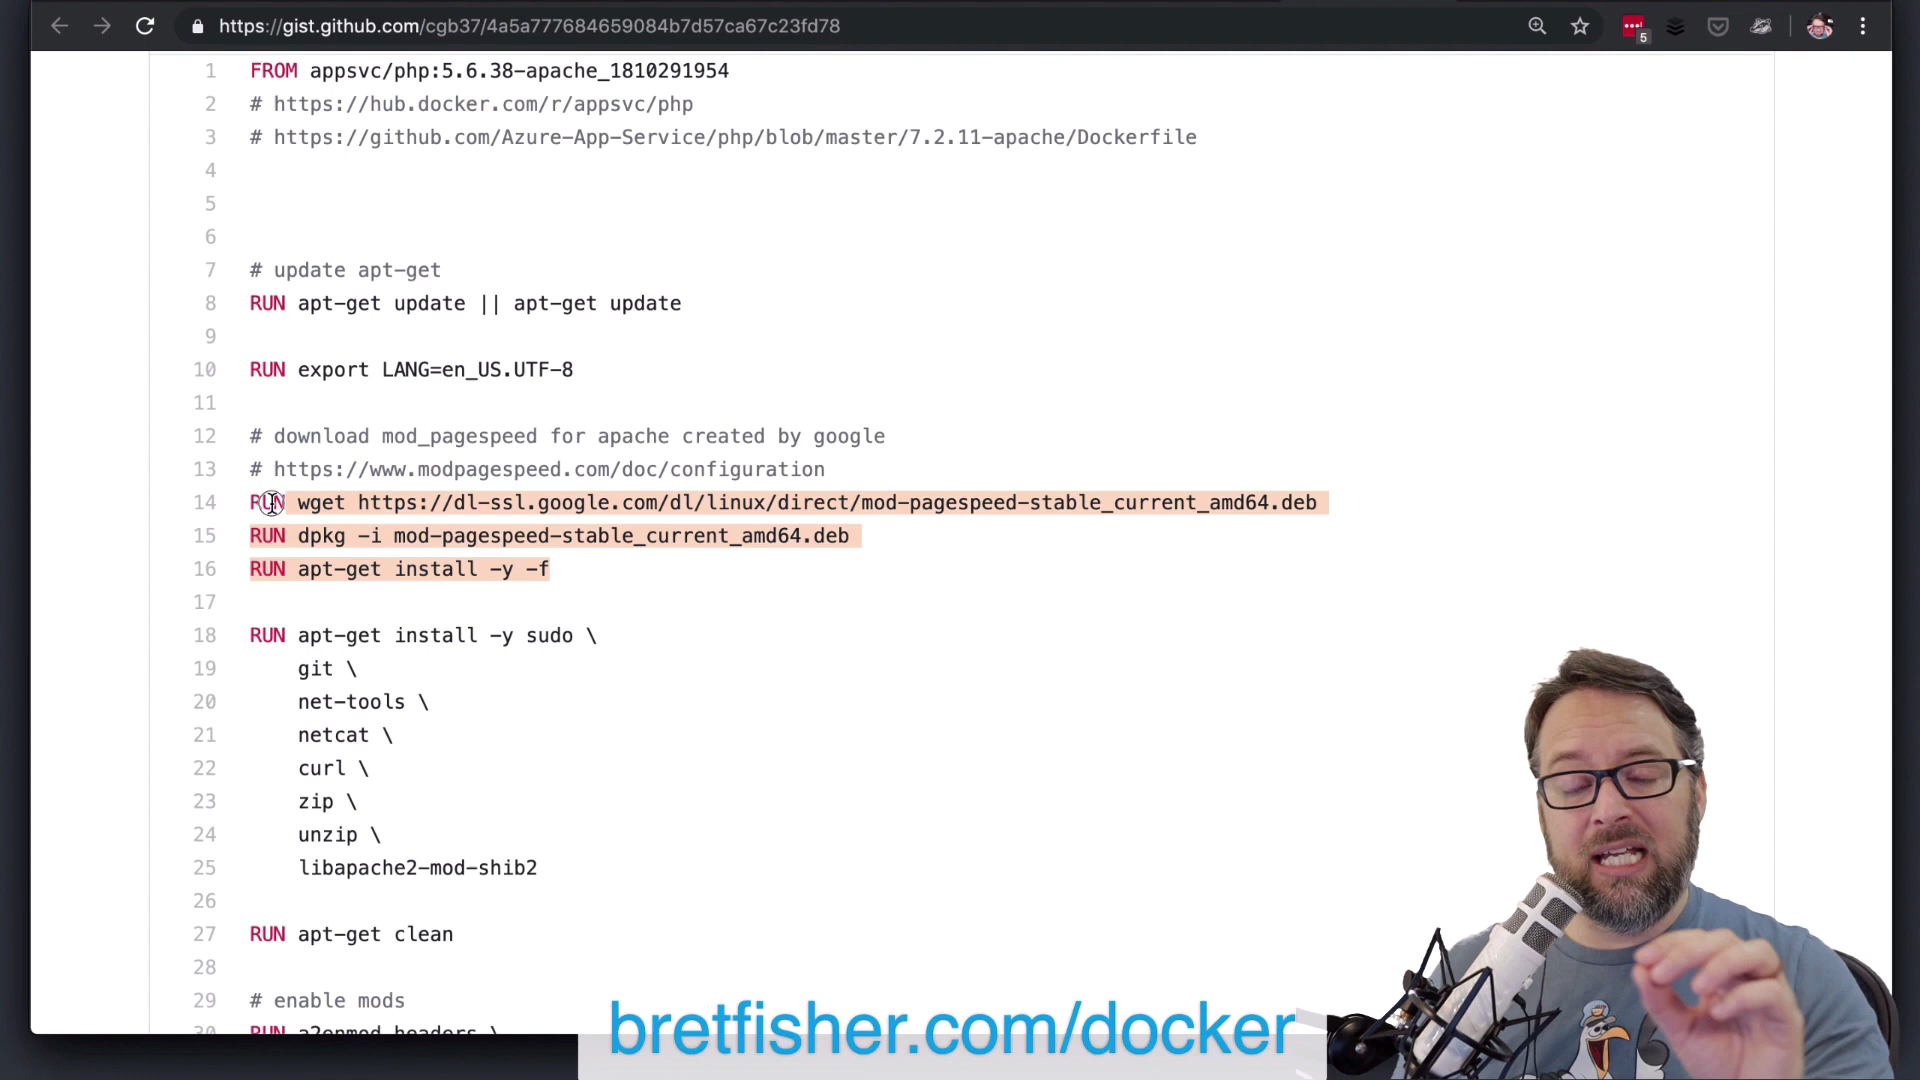 https://gist.github.com/cgb37/4a5a777684659084b7d57ca67c23fd78
5
1 FROM appsvc/php:5.6.38-apache_1810291954
2 # https://hub.docker.com/r/appsvc/php
3 # https://github.com/Azure-App-Service/php/blob/master/7.2.11-apache/Dockerfile
4
5
6
7 # update apt-get
8 RUN apt-get update || apt-get update
9
10 RUN export LANG=en_US.UTF-8
11
12 # download mod_pagespeed for apache created by google
13 # https://www.modpagespeed.com/doc/configuration
14 RUN wget https://dl-ssl.google.com/dl/linux/direct/mod-pagespeed-stable_current_amd64.deb
15 RUN dpkg -i mod-pagespeed-stable_current_amd64.deb
16 RUN apt-get install -y -f
17
18 RUN apt-get install -y sudo \
19 git \
20 net-tools \
21 netcat \
22 curl \
23 zip \
24 unzip \
25 libapache2-mod-shib2
26
27 RUN apt-get clean
28
29 # enable mods
30 RUN a2enmod headers \
bretfisher.com/docker